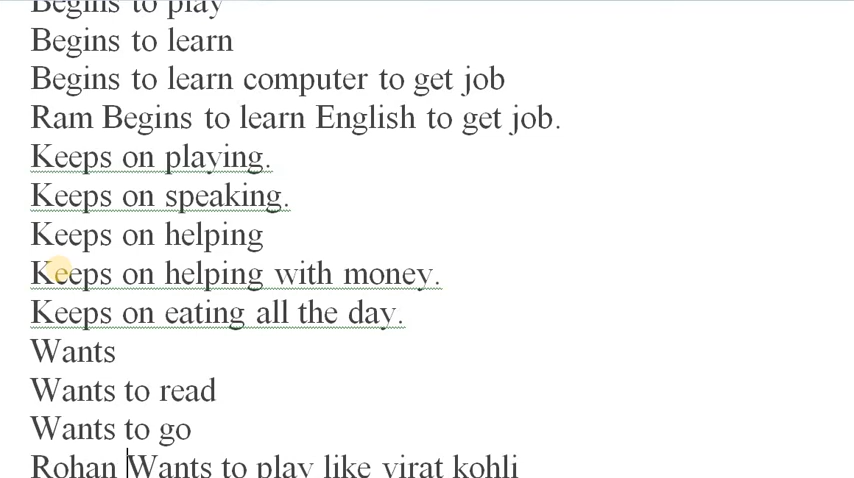 Begins to play
Begins to learn
Begins to learn computer to get job
Ram Begins to learn English to get job.
Keeps on playing.
Keeps on speaking.
Keeps on helping
Keeps on helping with money.
Keeps on eating all the day.
Wants
Wants to read
Wants to go
Rohan Wants to play like virat kohli